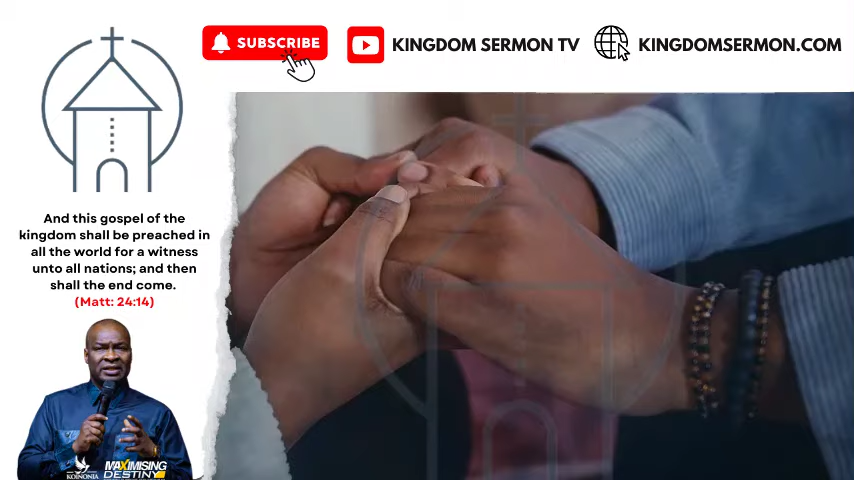 SUBSCRIBE
KINGDOM SERMON TV
KINGDOMSERMON.COM
And this gospel of the
kingdom shall be preached in
all the world for a witness
unto all nations; and then
shall the end come.
(Matt: 24:14)
KOINONIA
MAXIMISING
DESTINY